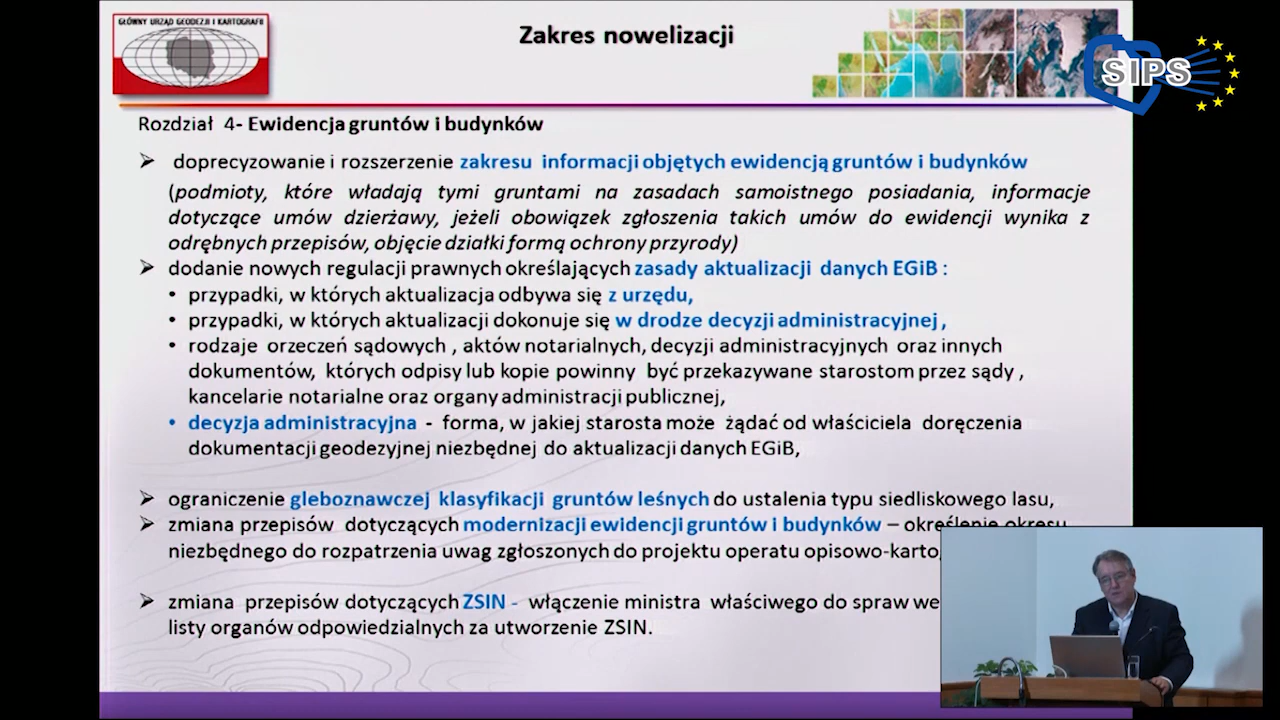 GŁÓWNY URZĄD GEODEZJI I KARTOGRAFII
Zakres nowelizacji
SIPS
Rozdział 4- Ewidencja gruntów i budynków
➢ doprecyzowanie i rozszerzenie zakresu informacji objętych ewidencją gruntów i budynków
(podmioty, które władają tymi gruntami na zasadach samoistnego posiadania, informacje
dotyczące umów dzierżawy, jeżeli obowiązek zgłoszenia takich umów do ewidencji wynika z
odrębnych przepisów, objęcie działki formą ochrony przyrody)
➢ dodanie nowych regulacji prawnych określających zasady aktualizacji danych EGiB :
• przypadki, w których aktualizacja odbywa się z urzędu,
• przypadki, w których aktualizacji dokonuje się w drodze decyzji administracyjnej ,
• rodzaje orzeczeń sądowych , aktów notarialnych, decyzji administracyjnych oraz innych
dokumentów, których odpisy lub kopie powinny być przekazywane starostom przez sądy ,
kancelarie notarialne oraz organy administracji publicznej,
• decyzja administracyjna - forma, w jakiej starosta może żądać od właściciela doręczenia
dokumentacji geodezyjnej niezbędnej do aktualizacji danych EGiB,
➢ ograniczenie gleboznawczej klasyfikacji gruntów leśnych do ustalenia typu siedliskowego lasu,
➢ zmiana przepisów dotyczących modernizacji ewidencji gruntów i budynków – określenie okresu
niezbędnego do rozpatrzenia uwag zgłoszonych do projektu operatu
➢ zmiana przepisów dotyczących ZSIN - włączenie ministra właściwego do spraw
listy organów odpowiedzialnych za utworzenie ZSIN.